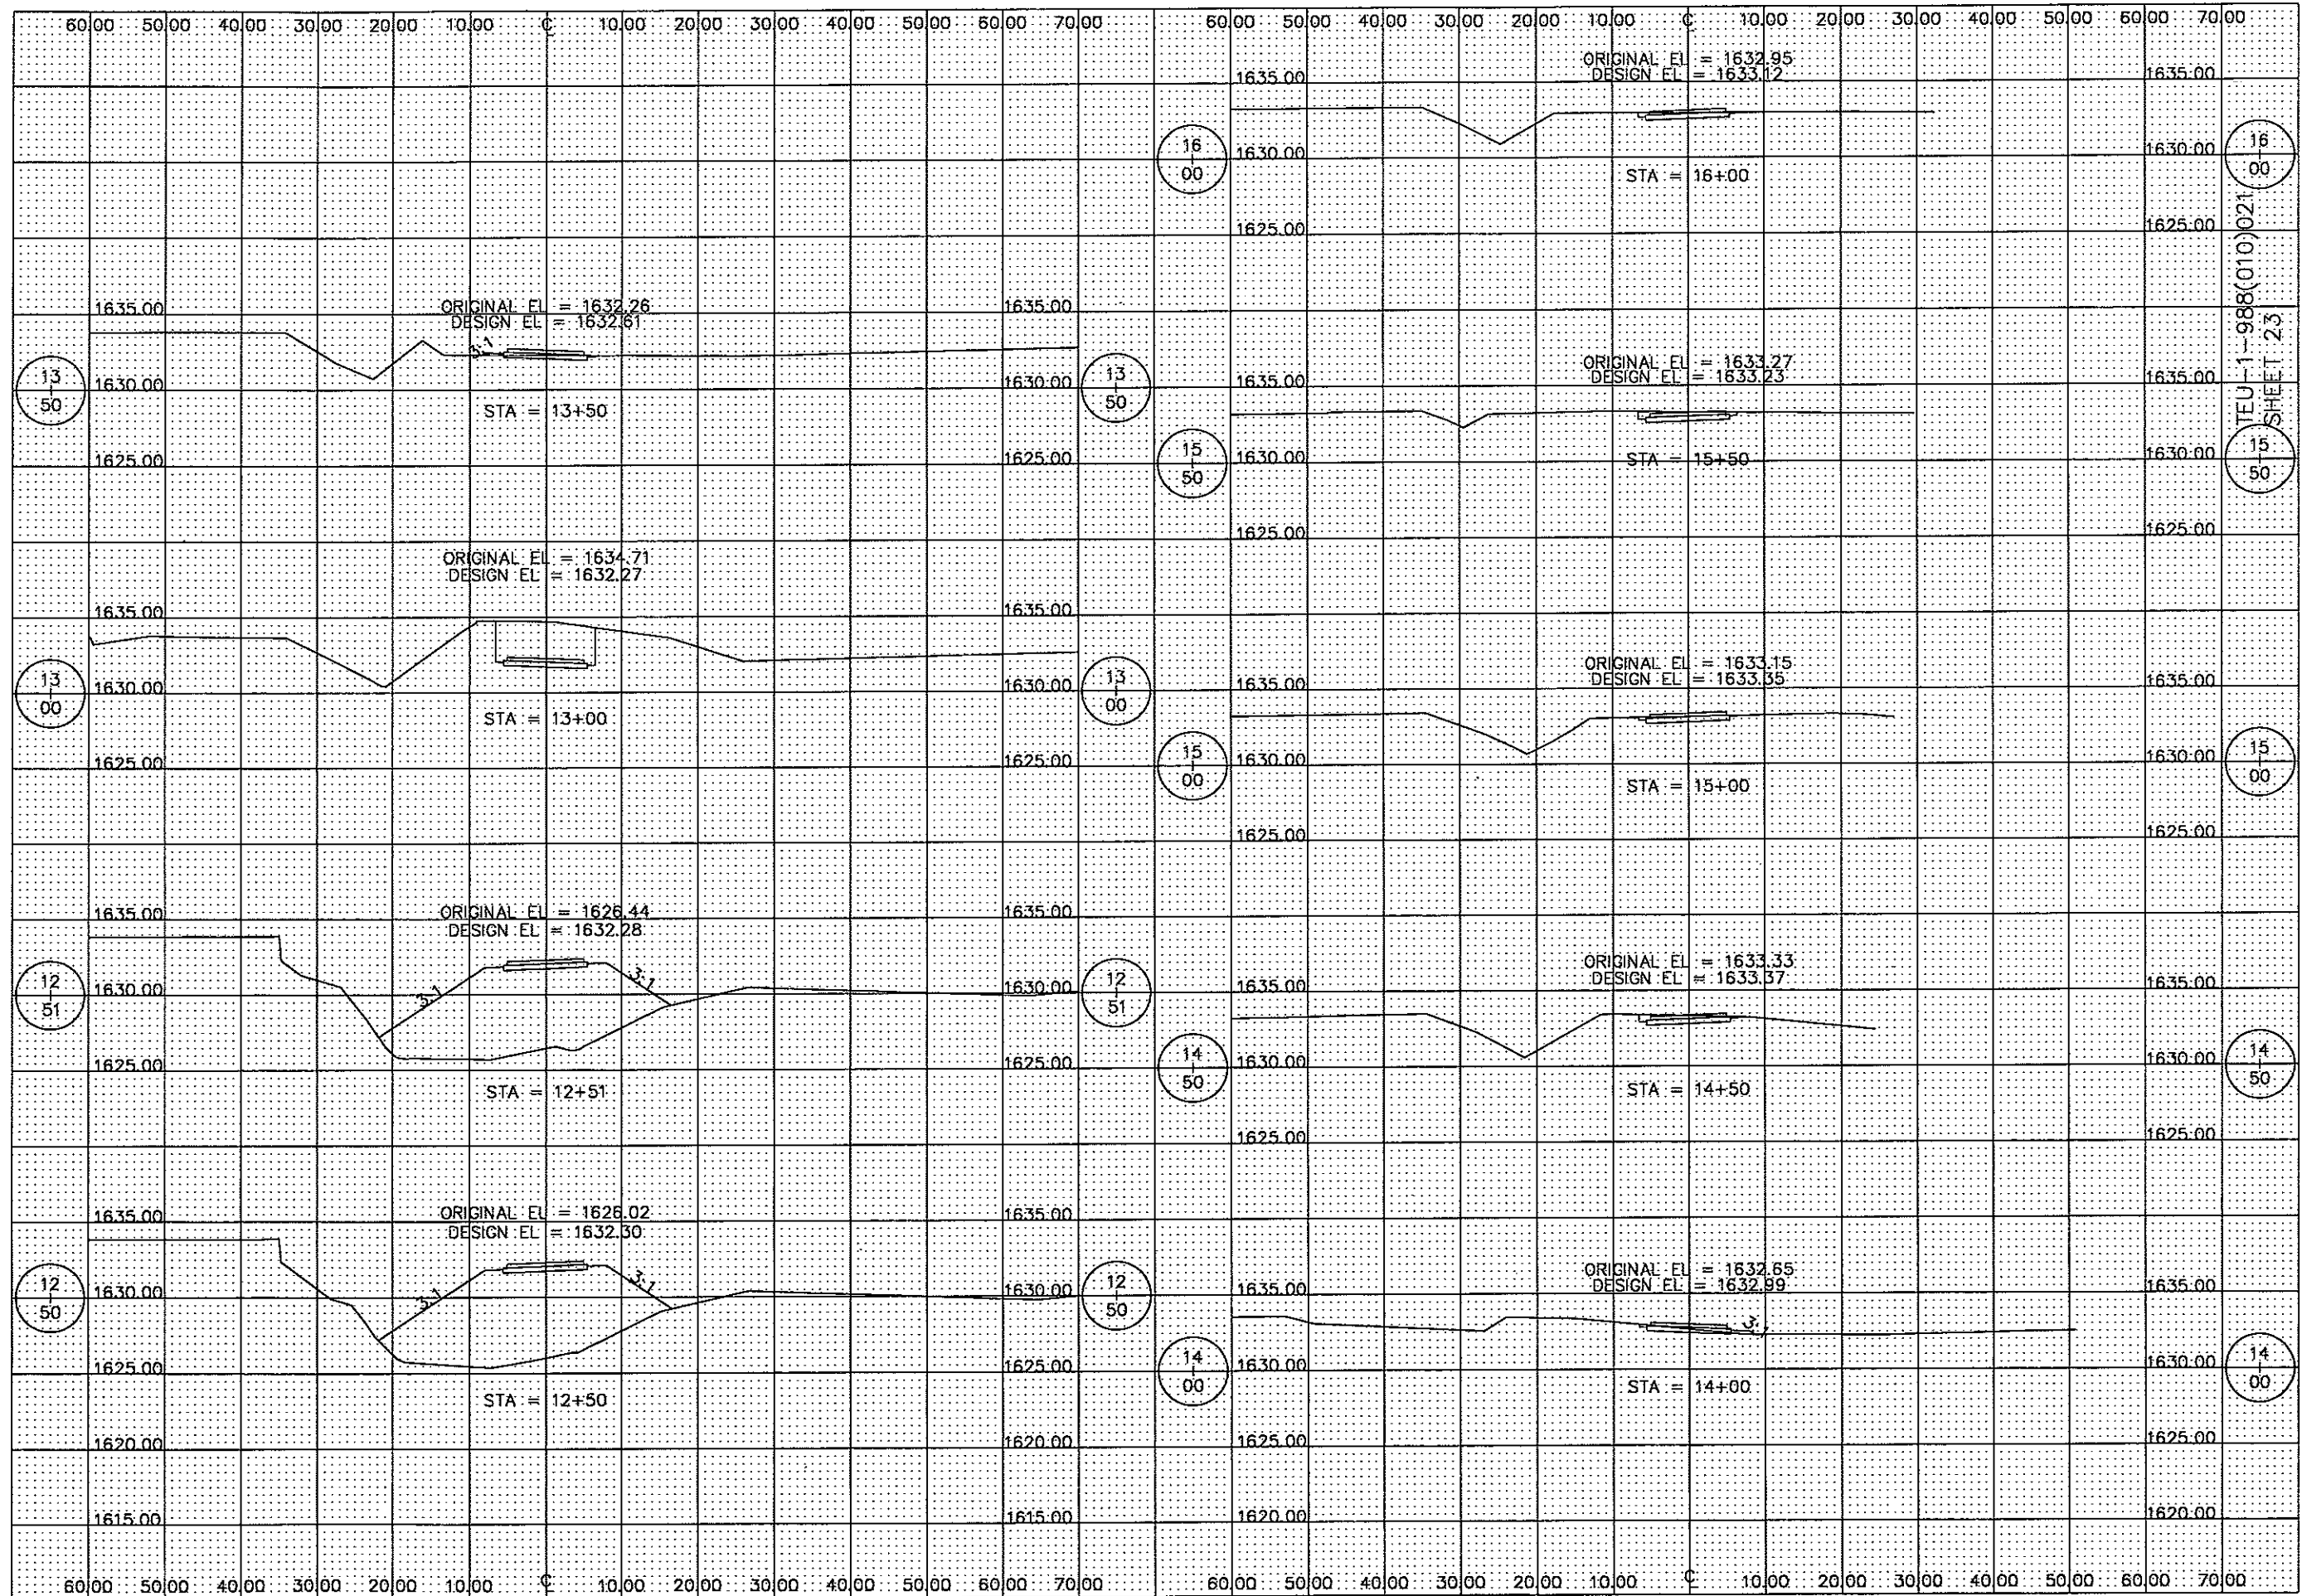 60.00 50.00 40.00 30.00 20.00 10.00 ℄ 10.00 20.00 30.00 40.00 50.00 60.00 70.00
1635.00 ORIGINAL EL = 1632.26 1635.00
DESIGN EL = 1632.61
3:1
13
50
1630.00 1630.00
13
50
STA = 13+50
1625.00 1625.00
ORIGINAL EL = 1634.71
DESIGN EL = 1632.27
1635.00 1635.00
13
00
1630.00 1630.00
13
00
STA = 13+00
1625.00 1625.00
1635.00 ORIGINAL EL = 1626.44 1635.00
DESIGN EL = 1632.28
3:1 3:1
12
51
1630.00 1630.00
12
51
1625.00 1625.00
STA = 12+51
1635.00 ORIGINAL EL = 1626.02 1635.00
DESIGN EL = 1632.30
3:1 3:1
12
50
1630.00 1630.00
12
50
1625.00 1625.00
STA = 12+50
1620.00 1620.00
1615.00 1615.00
60.00 50.00 40.00 30.00 20.00 10.00 ℄ 10.00 20.00 30.00 40.00 50.00 60.00 70.00
60.00 50.00 40.00 30.00 20.00 10.00 ℄ 10.00 20.00 30.00 40.00 50.00 60.00 70.00
ORIGINAL EL = 1632.95
DESIGN EL = 1633.12
1635.00 1635.00
16
00
1630.00 1630.00
16
00
STA = 16+00
1625.00 1625.00
TEU-1-988(010)021
SHEET 23
ORIGINAL EL = 1633.27
DESIGN EL = 1633.23
1635.00 1635.00
15
50
1630.00 STA = 15+50 1630.00
15
50
1625.00 1625.00
ORIGINAL EL = 1633.15
DESIGN EL = 1633.35
1635.00 1635.00
15
00
1630.00 1630.00
15
00
STA = 15+00
1625.00 1625.00
ORIGINAL EL = 1633.33
DESIGN EL = 1633.37
1635.00 1635.00
14
50
1630.00 1630.00
14
50
STA = 14+50
1625.00 1625.00
ORIGINAL EL = 1632.65
DESIGN EL = 1632.99
1635.00 1635.00
3:1
14
00
1630.00 1630.00
14
00
STA = 14+00
1625.00 1625.00
1620.00 1620.00
60.00 50.00 40.00 30.00 20.00 10.00 ℄ 10.00 20.00 30.00 40.00 50.00 60.00 70.00